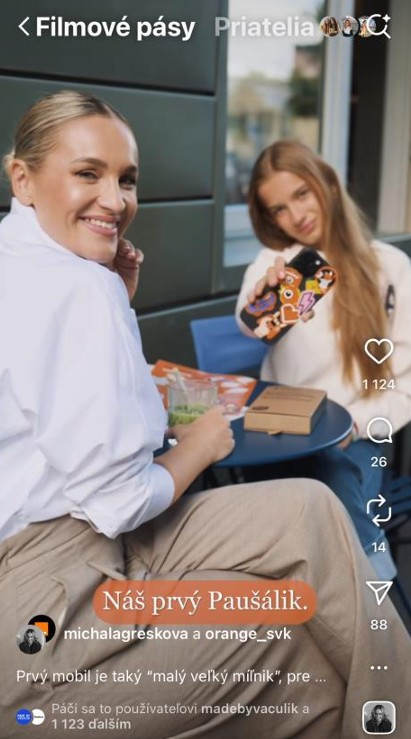 Filmové pásy Priatelia
1 124
26
14
88
Náš prvý Paušálik.
michalagreskova a orange_svk
Prvý mobil je taký “malý veľký míľnik”, pre ...
Páči sa to používateľovi madebyvaculik a
1 123 ďalším